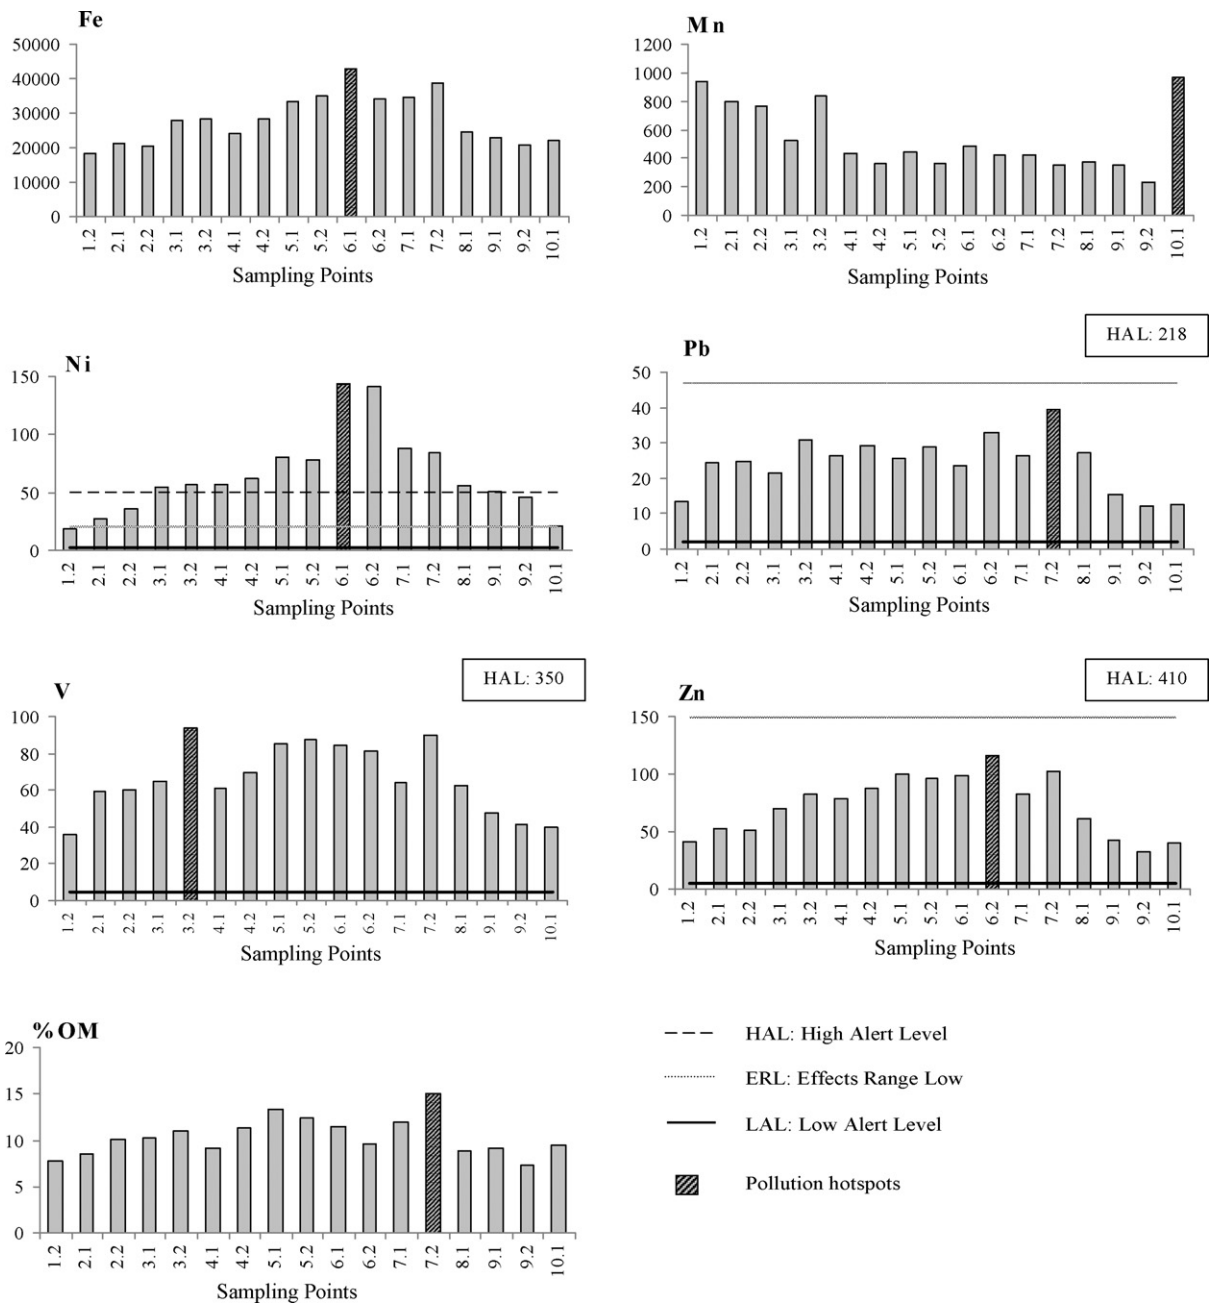 Fe
50000
40000
30000
20000
10000
0
1.2 2.1 2.2 3.1 3.2 4.1 4.2 5.1 5.2 6.1 6.2 7.1 7.2 8.1 9.1 9.2 10.1
Sampling Points
Mn
1200
1000
800
600
400
200
0
1.2 2.1 2.2 3.1 3.2 4.1 4.2 5.1 5.2 6.1 6.2 7.1 7.2 8.1 9.1 9.2 10.1
Sampling Points
Ni
150
100
50
0
1.2 2.1 2.2 3.1 3.2 4.1 4.2 5.1 5.2 6.1 6.2 7.1 7.2 8.1 9.1 9.2 10.1
Sampling Points
HAL: 218
Pb
50
40
30
20
10
0
1.2 2.1 2.2 3.1 3.2 4.1 4.2 5.1 5.2 6.1 6.2 7.1 7.2 8.1 9.1 9.2 10.1
Sampling Points
HAL: 350
V
100
80
60
40
20
0
1.2 2.1 2.2 3.1 3.2 4.1 4.2 5.1 5.2 6.1 6.2 7.1 7.2 8.1 9.1 9.2 10.1
Sampling Points
HAL: 410
Zn
150
100
50
0
1.2 2.1 2.2 3.1 3.2 4.1 4.2 5.1 5.2 6.1 6.2 7.1 7.2 8.1 9.1 9.2 10.1
Sampling Points
%OM
20
15
10
5
0
1.2 2.1 2.2 3.1 3.2 4.1 4.2 5.1 5.2 6.1 6.2 7.1 7.2 8.1 9.1 9.2 10.1
Sampling Points
HAL: High Alert Level
ERL: Effects Range Low
LAL: Low Alert Level
Pollution hotspots